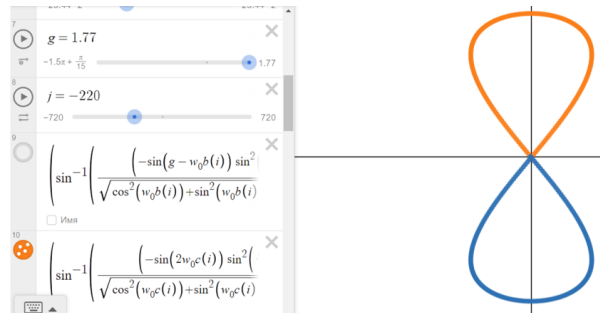 7
g = 1.77
−1.5π + π/15
1.77
8
j = −220
−720
720
9
(sin⁻¹((−sin(g − w₀b(i)) sin²
√cos²(w₀b(i))+sin²(w₀b(i)
Имя
10
(sin⁻¹((−sin(2w₀c(i)) sin²(
√cos²(w₀c(i))+sin²(w₀c(i)